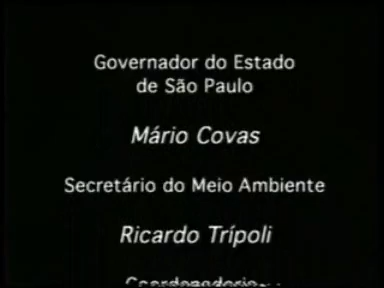 Governador do Estado
de São Paulo
Mário Covas
Secretário do Meio Ambiente
Ricardo Trípoli